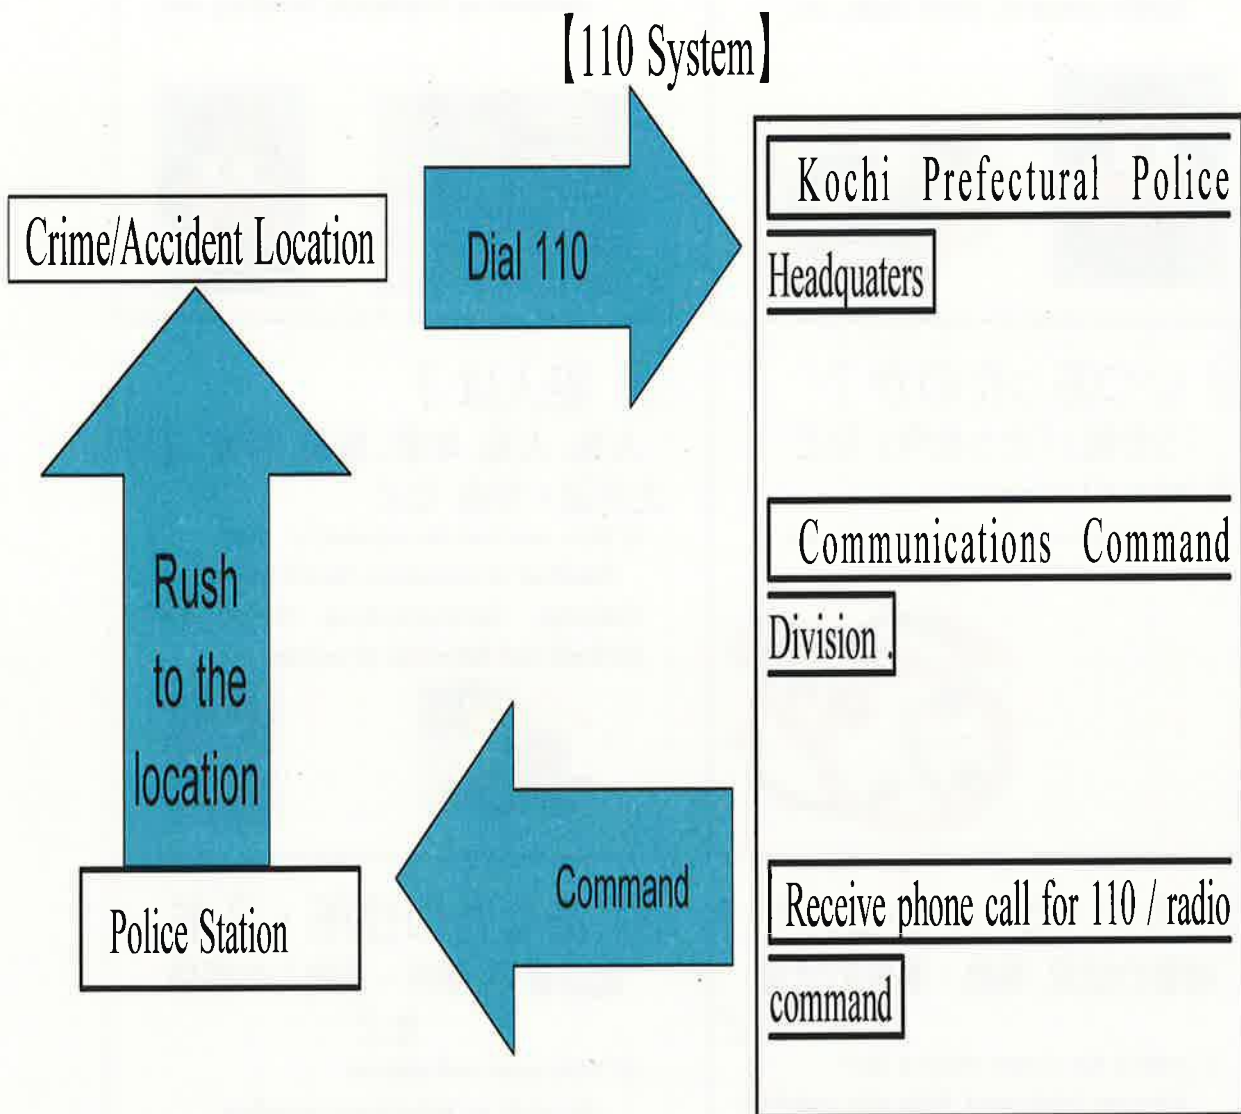 【110 System】
Crime/Accident Location
Dial 110
Kochi Prefectural Police
Headquaters
Communications Command
Division .
Rush
to the
location
Command
Police Station
Receive phone call for 110 / radio
command